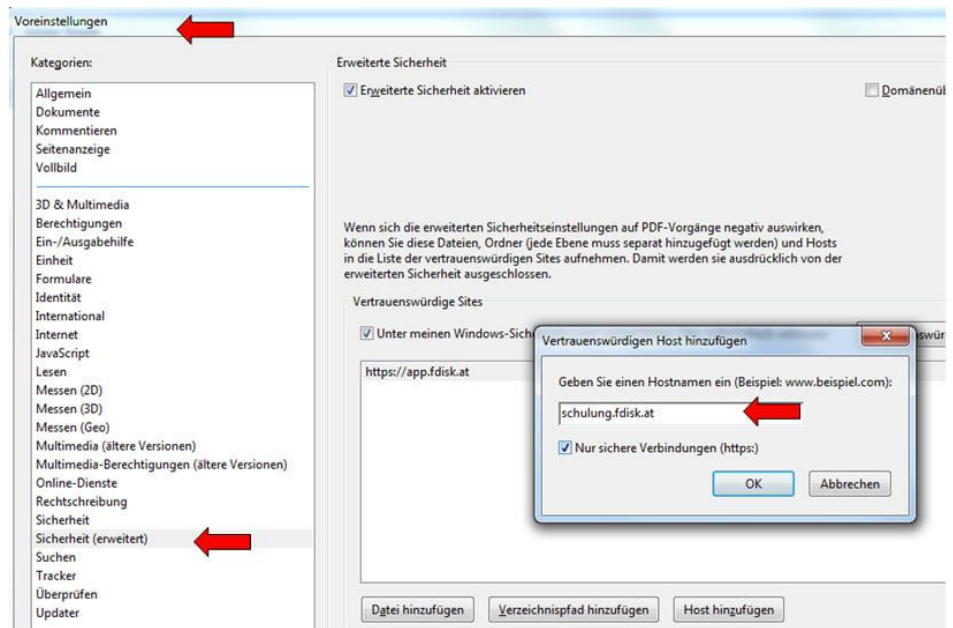 Voreinstellungen
Kategorien:
Allgemein
Dokumente
Kommentieren
Seitenanzeige
Vollbild
3D & Multimedia
Berechtigungen
Ein-/Ausgabehilfe
Einheit
Formulare
Identität
International
Internet
JavaScript
Lesen
Messen (2D)
Messen (3D)
Messen (Geo)
Multimedia (ältere Versionen)
Multimedia-Berechtigungen (ältere Versionen)
Online-Dienste
Rechtschreibung
Sicherheit
Sicherheit (erweitert)
Suchen
Tracker
Überprüfen
Updater
Erweiterte Sicherheit
Erweiterte Sicherheit aktivieren
Domänenül
Wenn sich die erweiterten Sicherheitseinstellungen auf PDF-Vorgänge negativ auswirken,
können Sie diese Dateien, Ordner (jede Ebene muss separat hinzugefügt werden) und Hosts
in die Liste der vertrauenswürdigen Sites aufnehmen. Damit werden sie ausdrücklich von der
erweiterten Sicherheit ausgeschlossen.
Vertrauenswürdige Sites
Unter meinen Windows-Sich
swür
https://app.fdisk.at
Vertrauenswürdigen Host hinzufügen
Geben Sie einen Hostnamen ein (Beispiel: www.beispiel.com):
schulung.fdisk.at
Nur sichere Verbindungen (https:)
OK
Abbrechen
Datei hinzufügen
Verzeichnispfad hinzufügen
Host hinzufügen